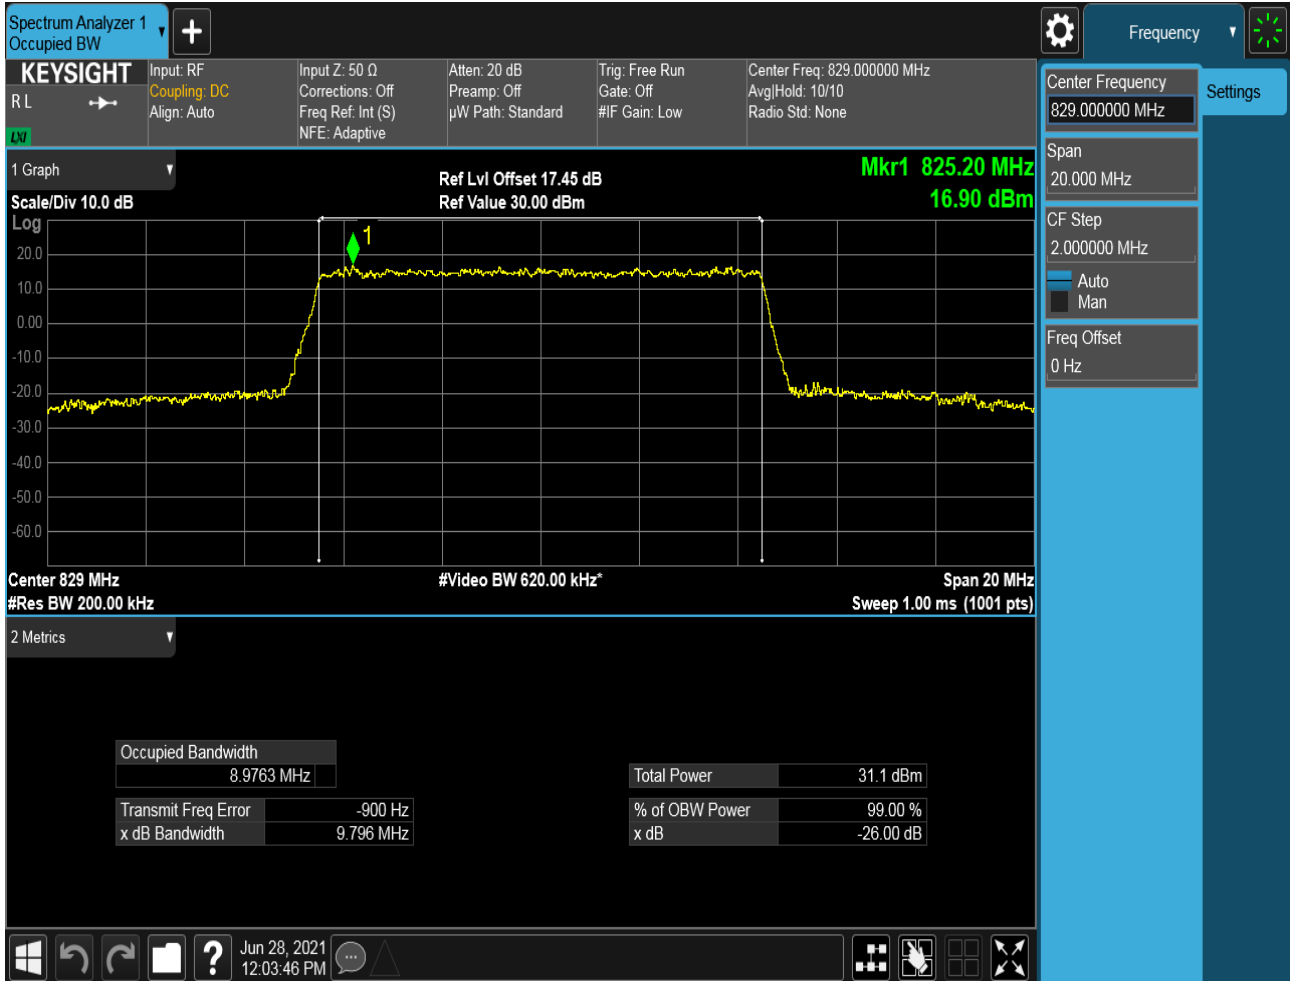 Spectrum Analyzer 1
Occupied BW
Frequency
KEYSIGHT
R L
LXI
Input: RF
Coupling: DC
Align: Auto
Input Z: 50 Ω
Corrections: Off
Freq Ref: Int (S)
NFE: Adaptive
Atten: 20 dB
Preamp: Off
µW Path: Standard
Trig: Free Run
Gate: Off
#IF Gain: Low
Center Freq: 829.000000 MHz
Avg|Hold: 10/10
Radio Std: None
Center Frequency
829.000000 MHz
Settings
Span
20.000 MHz
CF Step
2.000000 MHz
Auto
Man
Freq Offset
0 Hz
1 Graph
Scale/Div 10.0 dB
Ref Lvl Offset 17.45 dB
Ref Value 30.00 dBm
Mkr1 825.20 MHz
16.90 dBm
Log
1
20.0
10.0
0.00
-10.0
-20.0
-30.0
-40.0
-50.0
-60.0
Center 829 MHz
#Video BW 620.00 kHz*
Span 20 MHz
#Res BW 200.00 kHz
Sweep 1.00 ms (1001 pts)
2 Metrics
Occupied Bandwidth
8.9763 MHz
Total Power 31.1 dBm
Transmit Freq Error -900 Hz
% of OBW Power 99.00 %
x dB Bandwidth 9.796 MHz
x dB -26.00 dB
?
Jun 28, 2021
12:03:46 PM